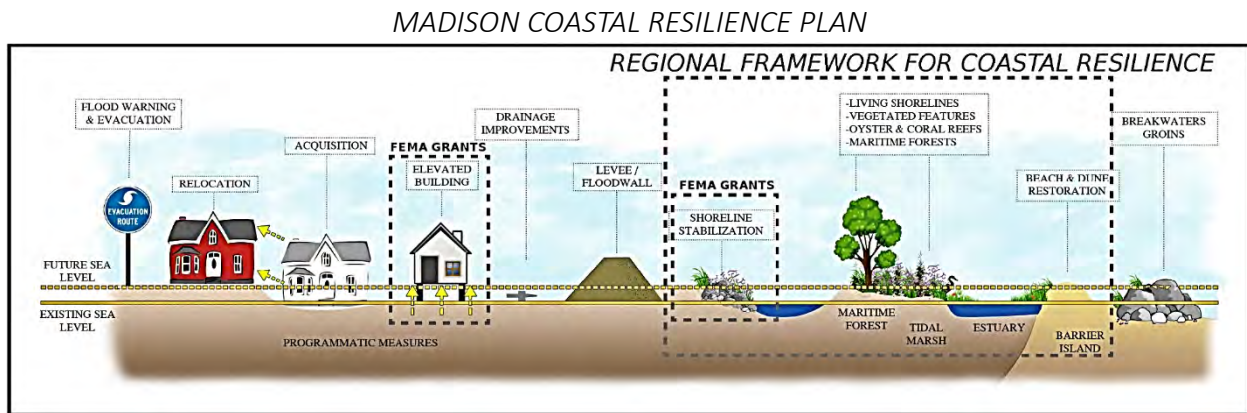 MADISON COASTAL RESILIENCE PLAN
REGIONAL FRAMEWORK FOR COASTAL RESILIENCE
FLOOD WARNING
& EVACUATION
EVACUATION
ROUTE
RELOCATION
ACQUISITION
FEMA GRANTS
ELEVATED
BUILDING
DRAINAGE
IMPROVEMENTS
LEVEE /
FLOODWALL
FEMA GRANTS
SHORELINE
STABILIZATION
-LIVING SHORELINES
-VEGETATED FEATURES
-OYSTER & CORAL REEFS
-MARITIME FORESTS
BEACH & DUNE
RESTORATION
BREAKWATERS
GROINS
FUTURE SEA
LEVEL
EXISTING SEA
LEVEL
PROGRAMMATIC MEASURES
MARITIME
FOREST
TIDAL
MARSH
ESTUARY
BARRIER
ISLAND